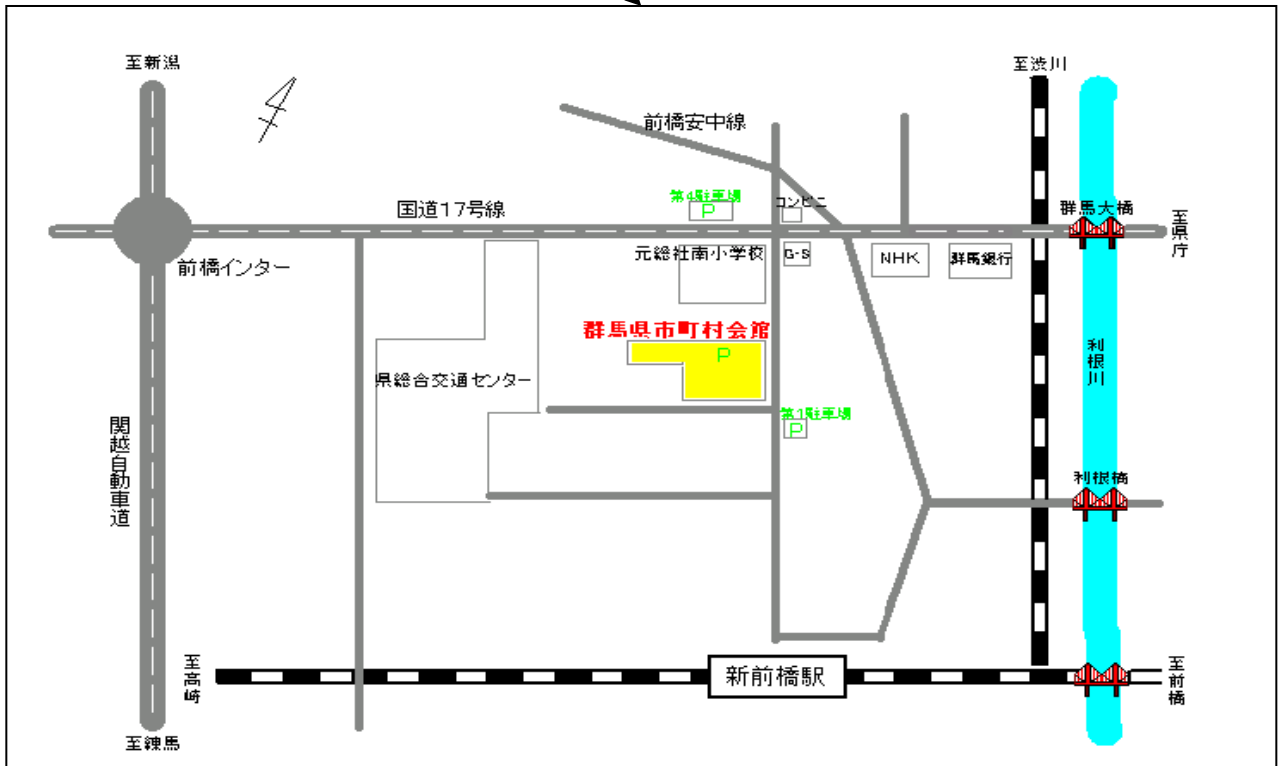 至新潟
至渋川
前橋安中線
第4駐車場
P
コンビニ
国道17号線
群馬大橋
至県庁
元総社南小学校
G-S
NHK
群馬銀行
前橋インター
群馬県市町村会館
P
利根川
県総合交通センター
第1駐車場
P
関越自動車道
利根橋
至高崎
新前橋駅
至前橋
至練馬